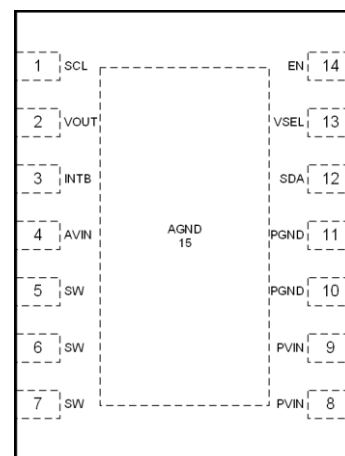 1 SCL EN 14
2 VOUT VSEL 13
3 INTB SDA 12
4 AVIN AGND PGND 11
15
5 SW PGND 10
6 SW PVIN 9
7 SW PVIN 8